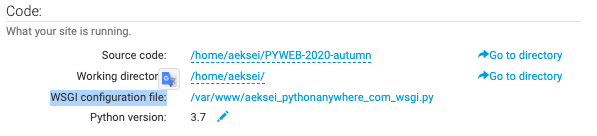 Code:
What your site is running.
Source code: /home/aeksei/PYWEB-2020-autumn Go to directory
Working director /home/aeksei/ Go to directory
WSGI configuration file: /var/www/aeksei_pythonanywhere_com_wsgi.py
Python version: 3.7